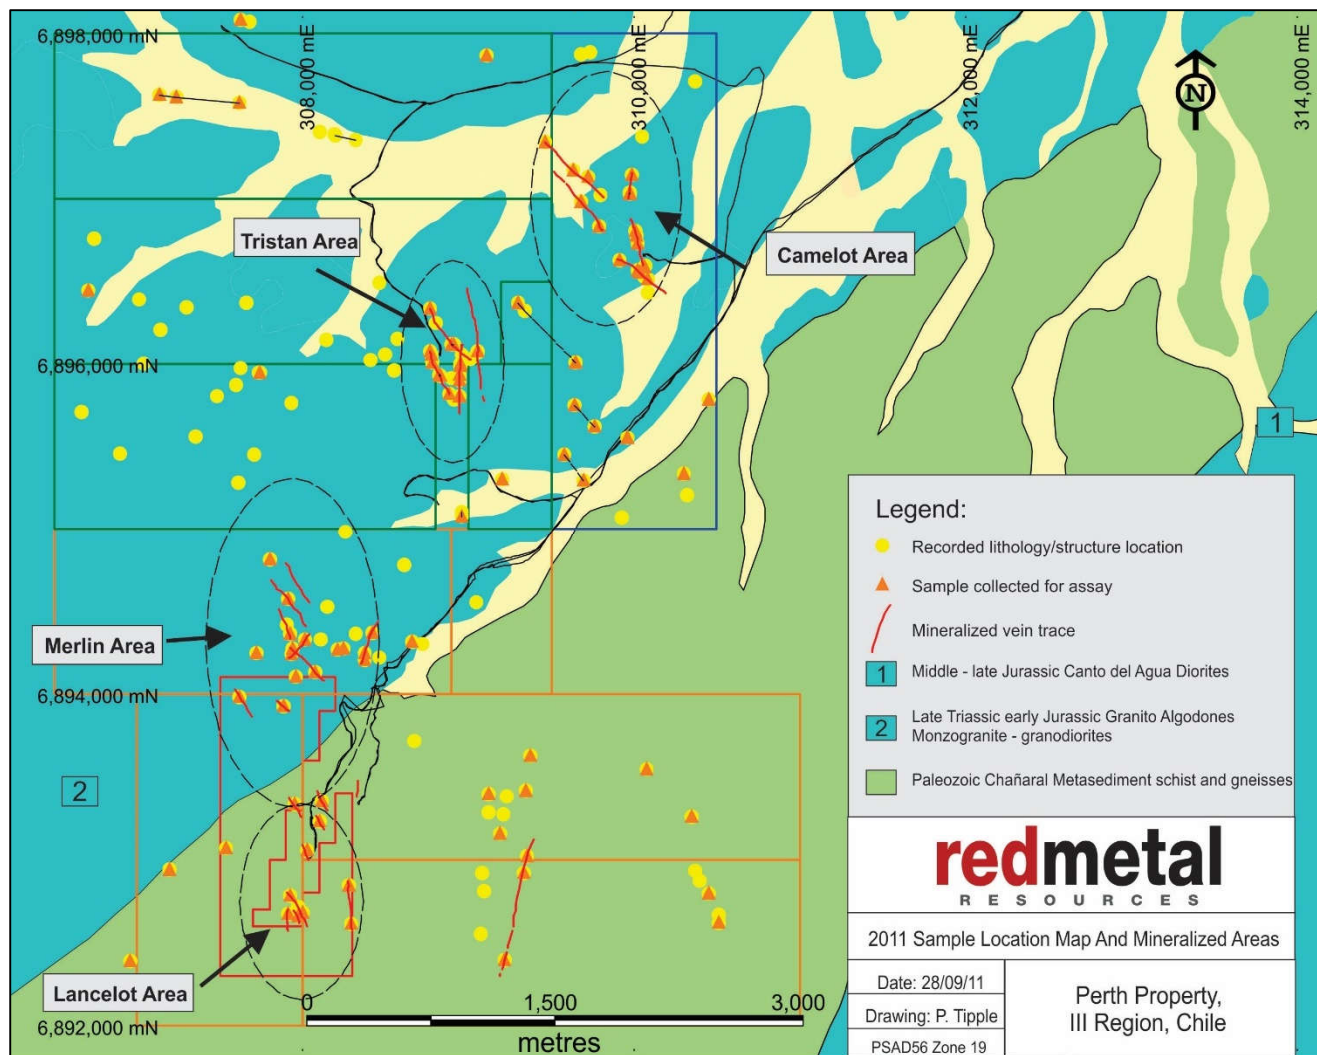 6,898,000 mN
308,000 mE
310,000 mE
312,000 mE
314,000 mE
N
Tristan Area
Camelot Area
6,896,000 mN
1
Merlin Area
6,894,000 mN
2
Lancelot Area
6,892,000 mN
0
1,500
3,000
metres
Legend:
Recorded lithology/structure location
Sample collected for assay
Mineralized vein trace
1
Middle - late Jurassic Canto del Agua Diorites
2
Late Triassic early Jurassic Granito Algodones
Monzogranite - granodiorites
Paleozoic Chañaral Metasediment schist and gneisses
redmetal
RESOURCES
2011 Sample Location Map And Mineralized Areas
Date: 28/09/11
Drawing: P. Tipple
PSAD56 Zone 19
Perth Property,
III Region, Chile